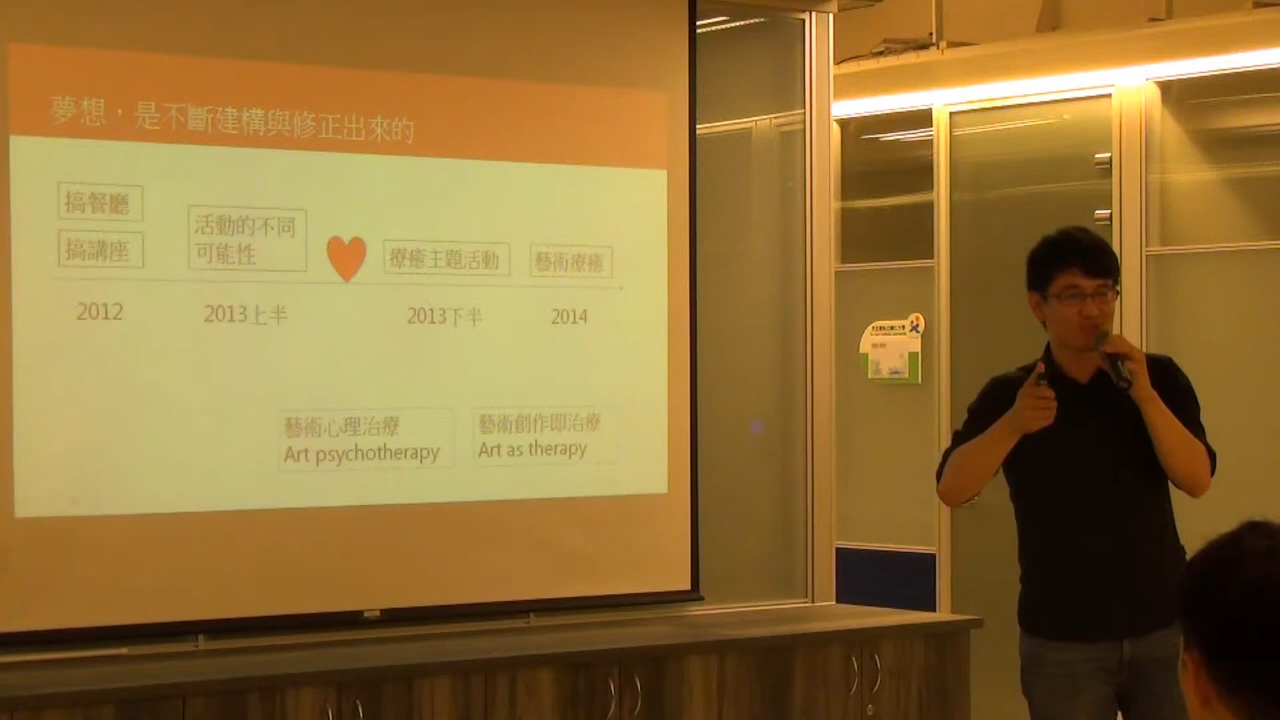 夢想，是不斷建構與修正出來的
搞餐廳
搞講座
活動的不同
可能性
療癒主題活動
藝術療癒
2012
2013上半
2013下半
2014
藝術心理治療
Art psychotherapy
藝術創作即治療
Art as therapy